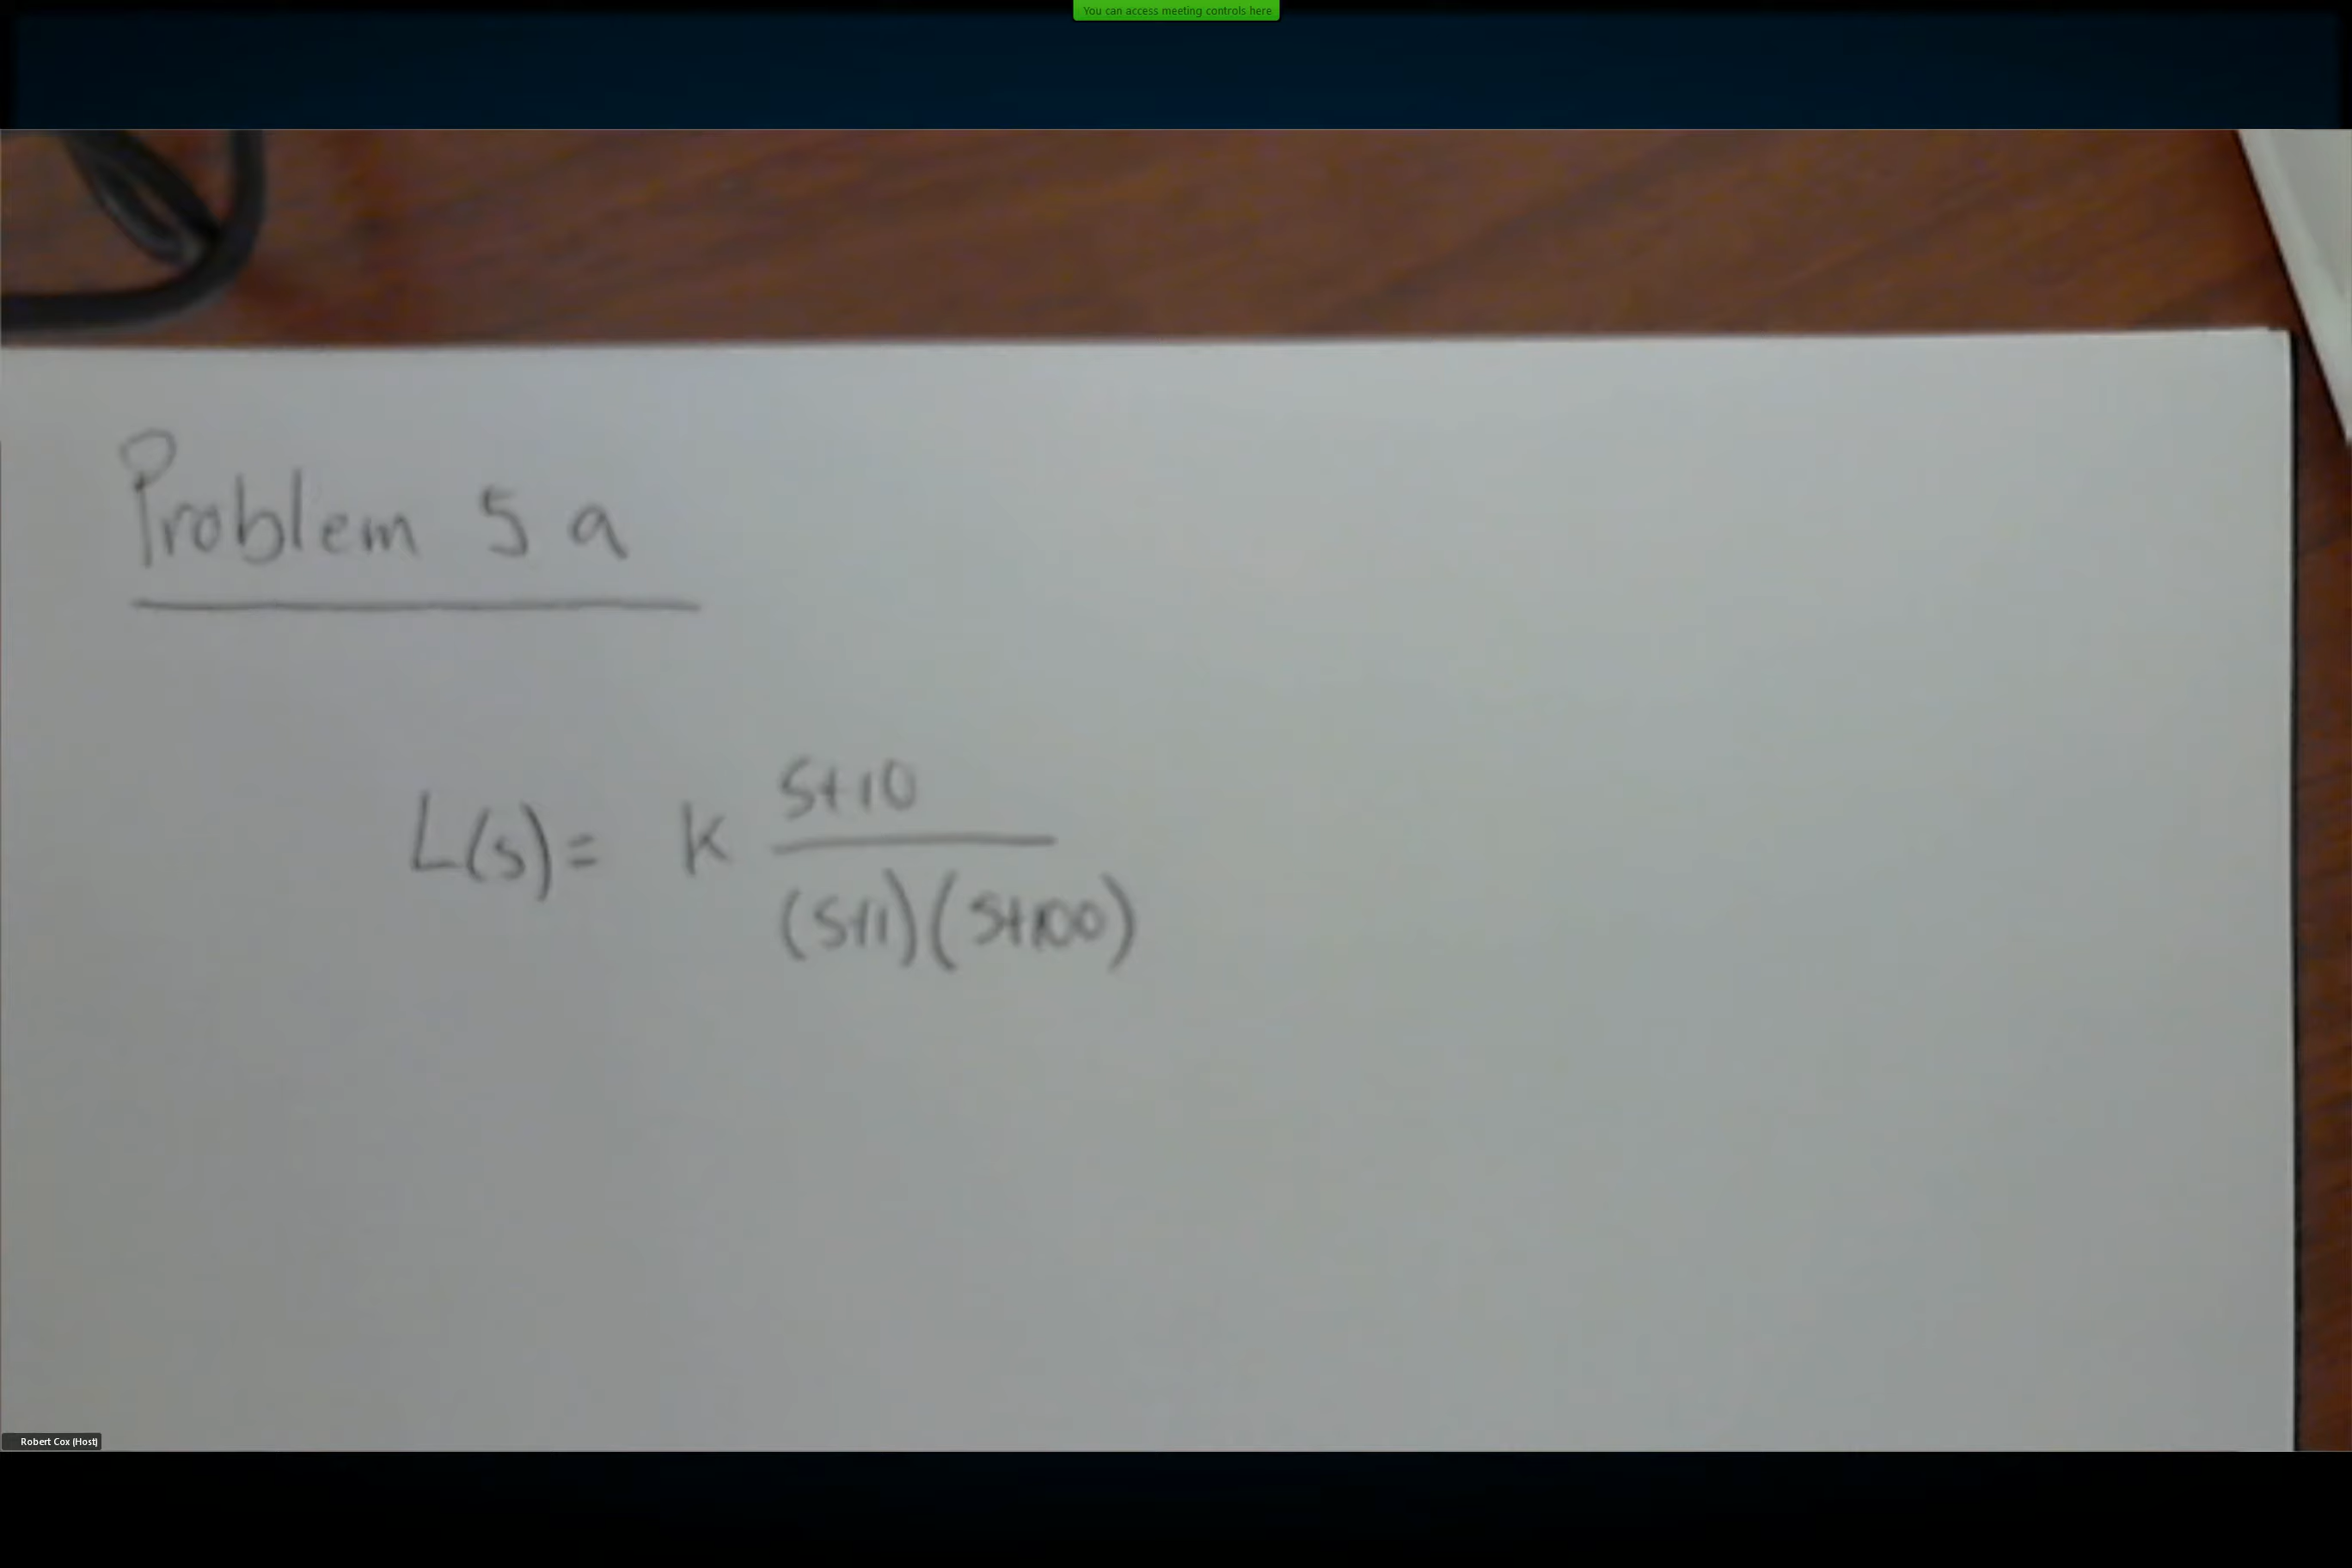 You can access meeting controls here
Problem 5 a
L(s) = k s+10 / (s+1)(s+100)
Robert Cox (Host)